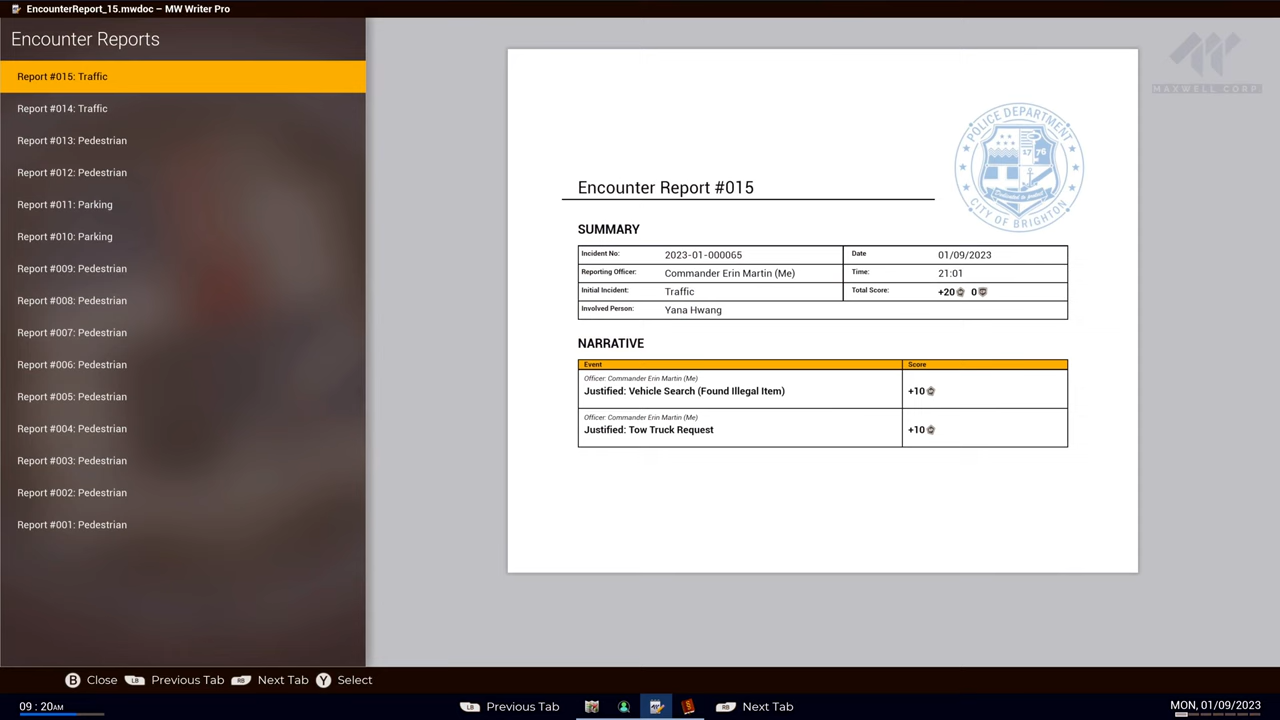 EncounterReport_15.mwdoc – MW Writer Pro
Encounter Reports
Report #015: Traffic
Report #014: Traffic
Report #013: Pedestrian
Report #012: Pedestrian
Report #011: Parking
Report #010: Parking
Report #009: Pedestrian
Report #008: Pedestrian
Report #007: Pedestrian
Report #006: Pedestrian
Report #005: Pedestrian
Report #004: Pedestrian
Report #003: Pedestrian
Report #002: Pedestrian
Report #001: Pedestrian
MAXWELL CORP.
POLICE DEPARTMENT
1776
CITY OF BRIGHTON
Encounter Report #015
SUMMARY
Incident No: 2023-01-000065 Date 01/09/2023
Reporting Officer: Commander Erin Martin (Me) Time: 21:01
Initial Incident: Traffic Total Score: +20 0
Involved Person: Yana Hwang
NARRATIVE
Event Score
Officer: Commander Erin Martin (Me)
Justified: Vehicle Search (Found Illegal Item) +10
Officer: Commander Erin Martin (Me)
Justified: Tow Truck Request +10
B Close LB Previous Tab RB Next Tab Y Select
09 : 20AM LB Previous Tab RB Next Tab MON, 01/09/2023